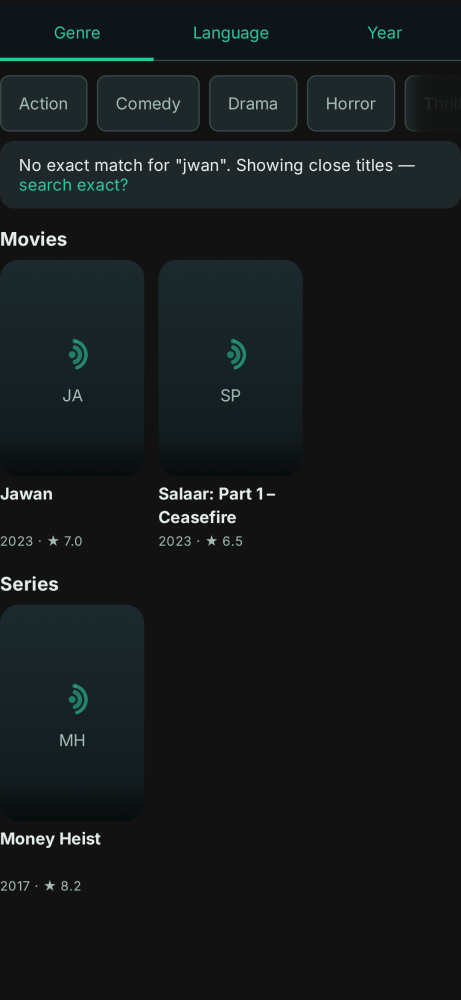 Genre Language Year
Action Comedy Drama Horror Thrill
No exact match for "jwan". Showing close titles —
search exact?
Movies
JA SP
Jawan Salaar: Part 1 –
Ceasefire
2023 · ★ 7.0 2023 · ★ 6.5
Series
MH
Money Heist
2017 · ★ 8.2